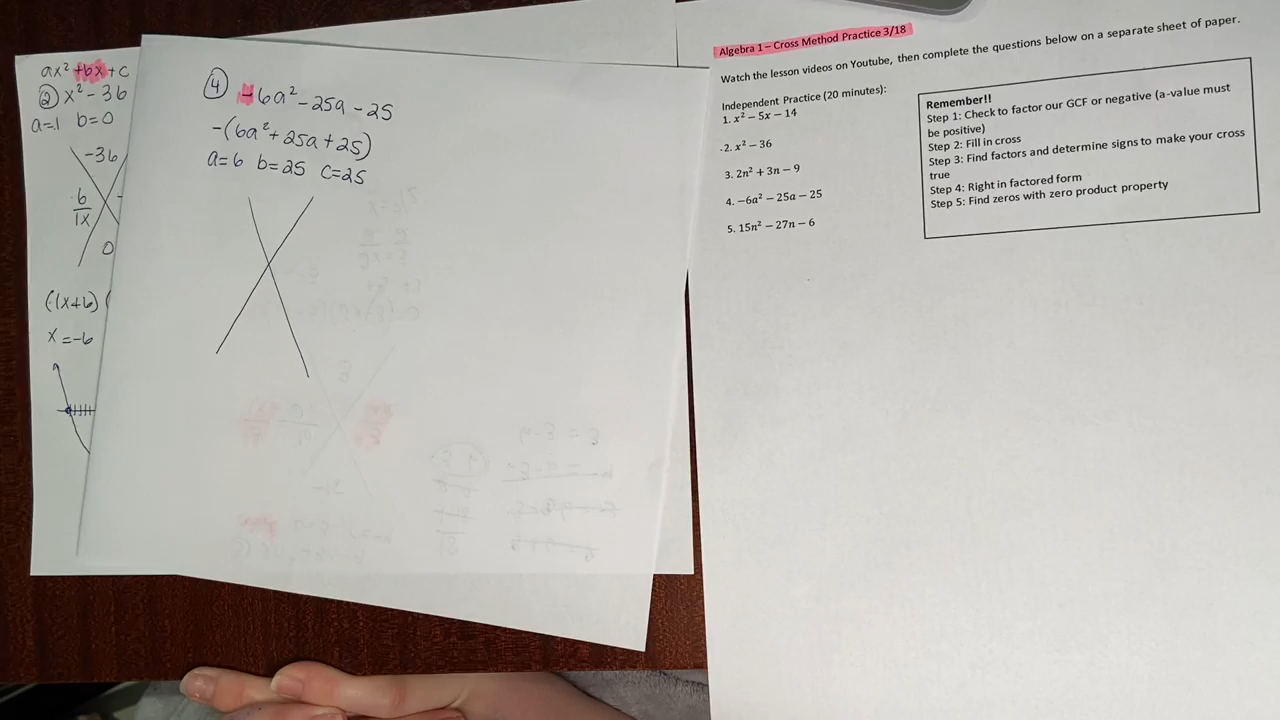 ax² +bx + c
② x² - 36
a=1 b=0
-36
6
1x
0
(x+6) (
x = -6
④ -6a² - 25a - 25
-(6a² + 25a + 25)
a=6 b=25 c=25
Algebra 1 – Cross Method Practice 3/18
Watch the lesson videos on Youtube, then complete the questions below on a separate sheet of paper.
Independent Practice (20 minutes):
1. x² − 5x − 14
2. x² − 36
3. 2n² + 3n − 9
4. −6a² − 25a − 25
5. 15n² − 27n − 6
Remember!!
Step 1: Check to factor our GCF or negative (a-value must
be positive)
Step 2: Fill in cross
Step 3: Find factors and determine signs to make your cross
true
Step 4: Right in factored form
Step 5: Find zeros with zero product property